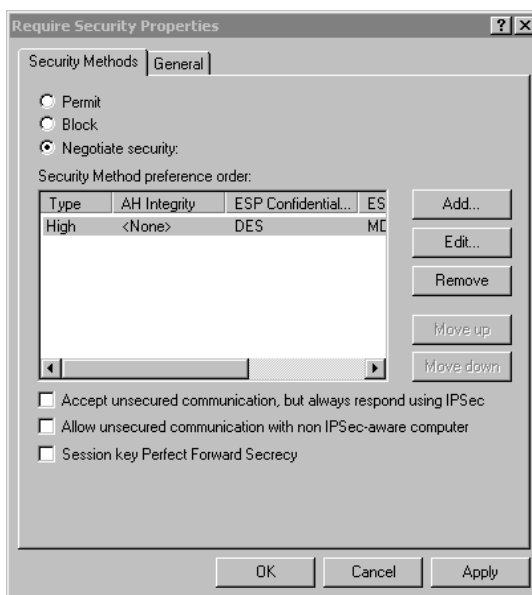 Require Security Properties
Security Methods General
Permit
Block
Negotiate security:
Security Method preference order:
Type AH Integrity ESP Confidential... ES
High <None> DES MD
Add...
Edit...
Remove
Move up
Move down
Accept unsecured communication, but always respond using IPSec
Allow unsecured communication with non IPSec-aware computer
Session key Perfect Forward Secrecy
OK Cancel Apply